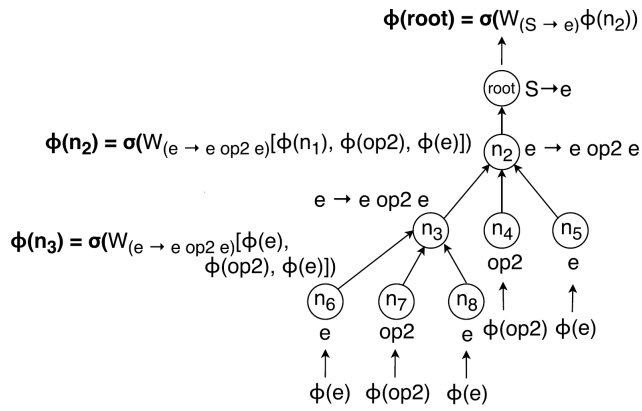 ϕ(root) = σ(W(S → e)ϕ(n2))
root S→e
ϕ(n2) = σ(W(e → e op2 e)[ϕ(n1), ϕ(op2), ϕ(e)])
n2 e → e op2 e
e → e op2 e
ϕ(n3) = σ(W(e → e op2 e)[ϕ(e),
ϕ(op2), ϕ(e)])
n3 n4 n5
op2 e
n6 n7 n8
e op2 e
ϕ(op2) ϕ(e)
ϕ(e) ϕ(op2) ϕ(e)